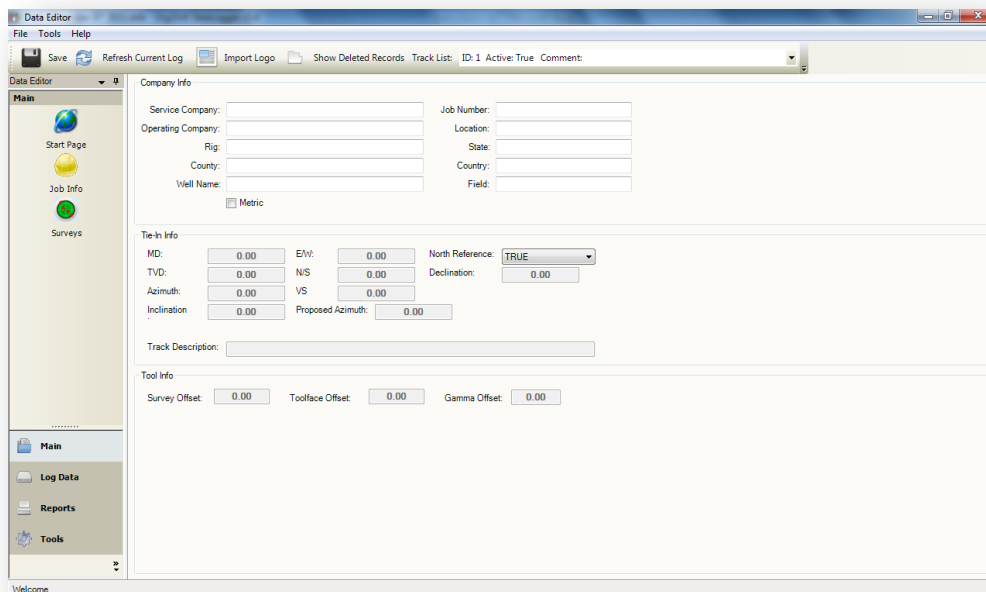 Data Editor
File Tools Help
Save Refresh Current Log Import Logo Show Deleted Records Track List: ID: 1 Active: True Comment:
Data Editor
Main
Start Page
Job Info
Surveys
Main
Log Data
Reports
Tools
Company Info
Service Company: Job Number:
Operating Company: Location:
Rig: State:
County: Country:
Well Name: Field:
Metric
Tie-In Info
MD: 0.00 E/W: 0.00 North Reference: TRUE
TVD: 0.00 N/S 0.00 Declination: 0.00
Azimuth: 0.00 VS 0.00
Inclination 0.00 Proposed Azimuth: 0.00
Track Description:
Tool Info
Survey Offset: 0.00 Toolface Offset: 0.00 Gamma Offset: 0.00
Welcome